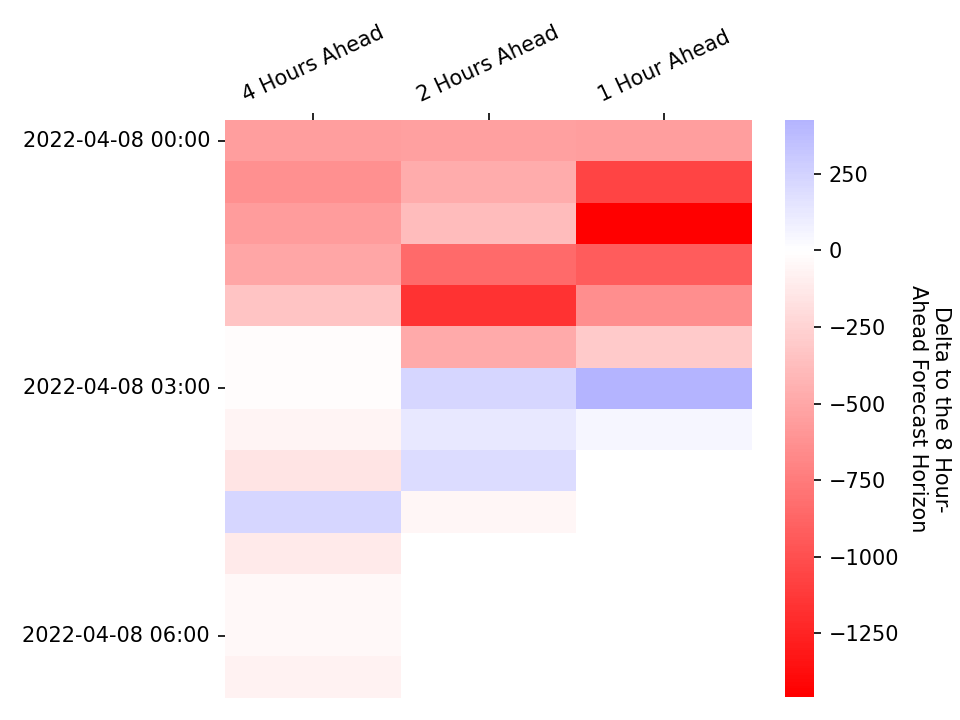 4 Hours Ahead
2 Hours Ahead
1 Hour Ahead
2022-04-08 00:00
2022-04-08 03:00
2022-04-08 06:00
250
0
−250
−500
−750
−1000
−1250
Delta to the 8 Hour-
Ahead Forecast Horizon